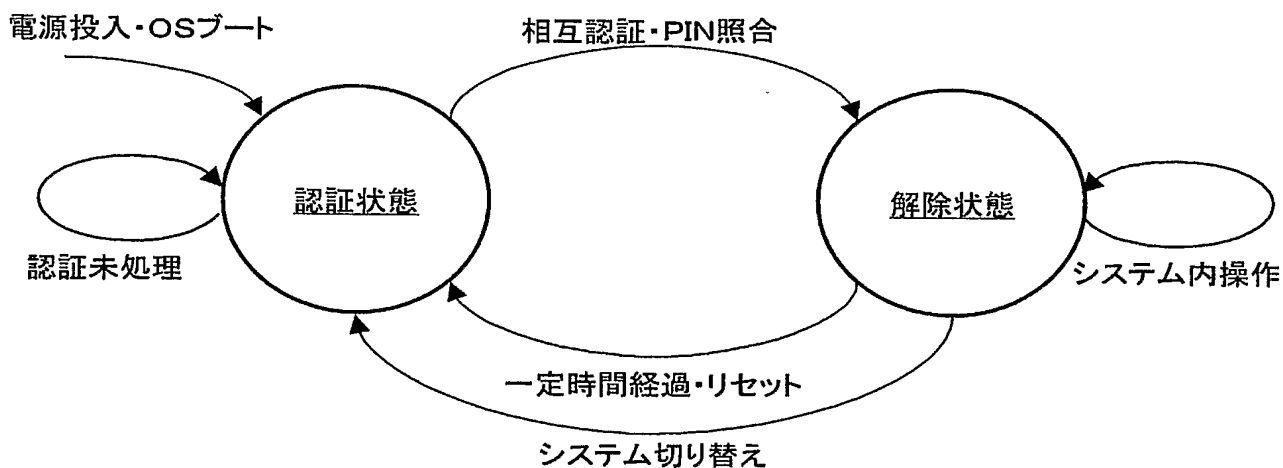 電源投入・OSブート
相互認証・PIN照合
認証状態
解除状態
認証未処理
システム内操作
一定時間経過・リセット
システム切り替え